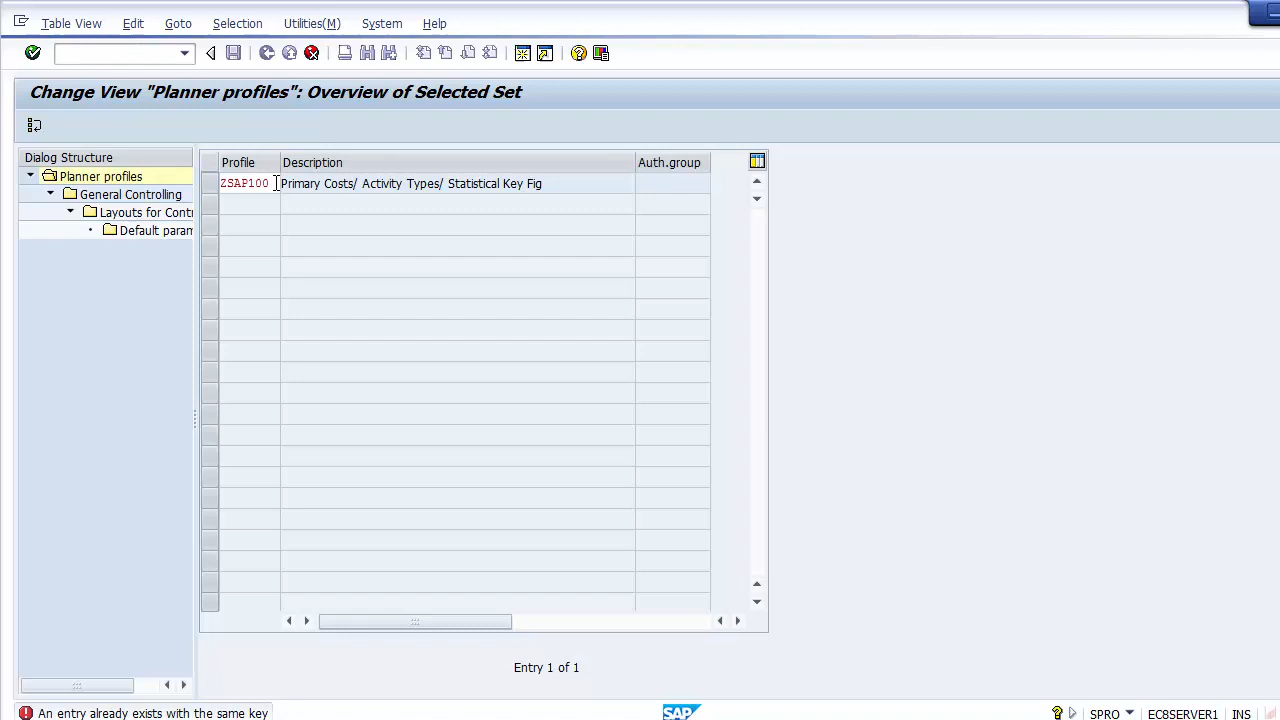 Table View Edit Goto Selection Utilities(M) System Help
Change View "Planner profiles": Overview of Selected Set
Dialog Structure
Planner profiles
General Controlling
Layouts for Contr
Default param
Profile Description Auth.group
ZSAP100 Primary Costs/ Activity Types/ Statistical Key Fig
Entry 1 of 1
An entry already exists with the same key
SAP
SPRO EC8SERVER1 INS